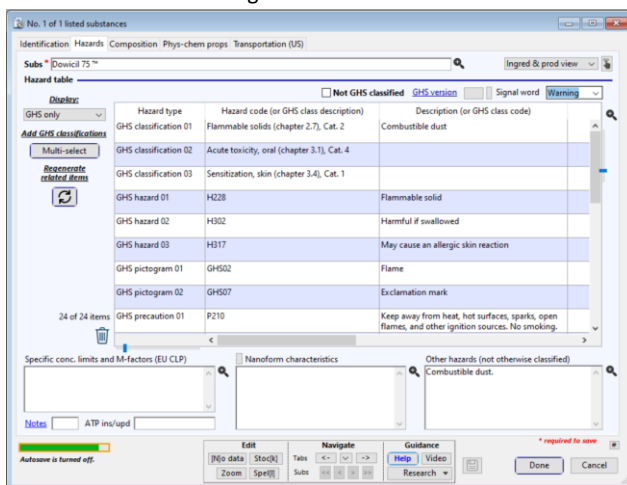 No. 1 of 1 listed substances
Identification Hazards Composition Phys-chem props Transportation (US)
Subs * Dowicil 75 ™ Ingred & prod view
Hazard table
Not GHS classified GHS version Signal word Warning
Display:
GHS only
Add GHS classifications
Multi-select
Regenerate
related items
24 of 24 items
Hazard type Hazard code (or GHS class description) Description (or GHS class code)
GHS classification 01 Flammable solids (chapter 2.7), Cat. 2 Combustible dust
GHS classification 02 Acute toxicity, oral (chapter 3.1), Cat. 4
GHS classification 03 Sensitization, skin (chapter 3.4), Cat. 1
GHS hazard 01 H228 Flammable solid
GHS hazard 02 H302 Harmful if swallowed
GHS hazard 03 H317 May cause an allergic skin reaction
GHS pictogram 01 GHS02 Flame
GHS pictogram 02 GHS07 Exclamation mark
GHS precaution 01 P210 Keep away from heat, hot surfaces, sparks, open
flames, and other ignition sources. No smoking.
Specific conc. limits and M-factors (EU CLP) Nanoform characteristics Other hazards (not otherwise classified)
Combustible dust.
Notes ATP ins/upd
Autosave is turned off.
Edit Navigate Guidance
[N]o data Stoc[k] Tabs <- -> Help Video
Zoom Spel[l] Subs << < > >> Research
* required to save #
Done Cancel